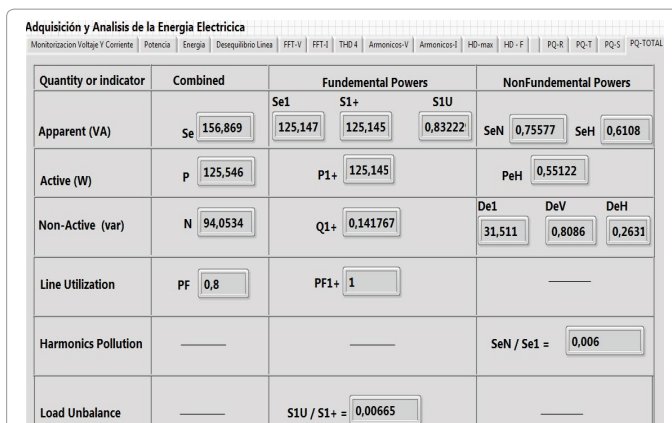 Adquisición y Analisis de la Energia Electricica
Monitorizacion Voltaje Y Corriente Potencia Energia Desequilibrio Linea FFT-V FFT-I THD 4 Armonicos-V Armonicos-I HD-max HD - F PQ-R PQ-T PQ-S PQ-TOTAL
Quantity or indicator Combined Fundemental Powers NonFundemental Powers
Se1 S1+ S1U
Apparent (VA) Se 156,869 125,147 125,145 0,83222 SeN 0,75577 SeH 0,6108
Active (W) P 125,546 P1+ 125,145 PeH 0,55122
De1 DeV DeH
Non-Active (var) N 94,0534 Q1+ 0,141767 31,511 0,8086 0,2631
Line Utilization PF 0,8 PF1+ 1
Harmonics Pollution SeN / Se1 = 0,006
Load Unbalance S1U / S1+ = 0,00665